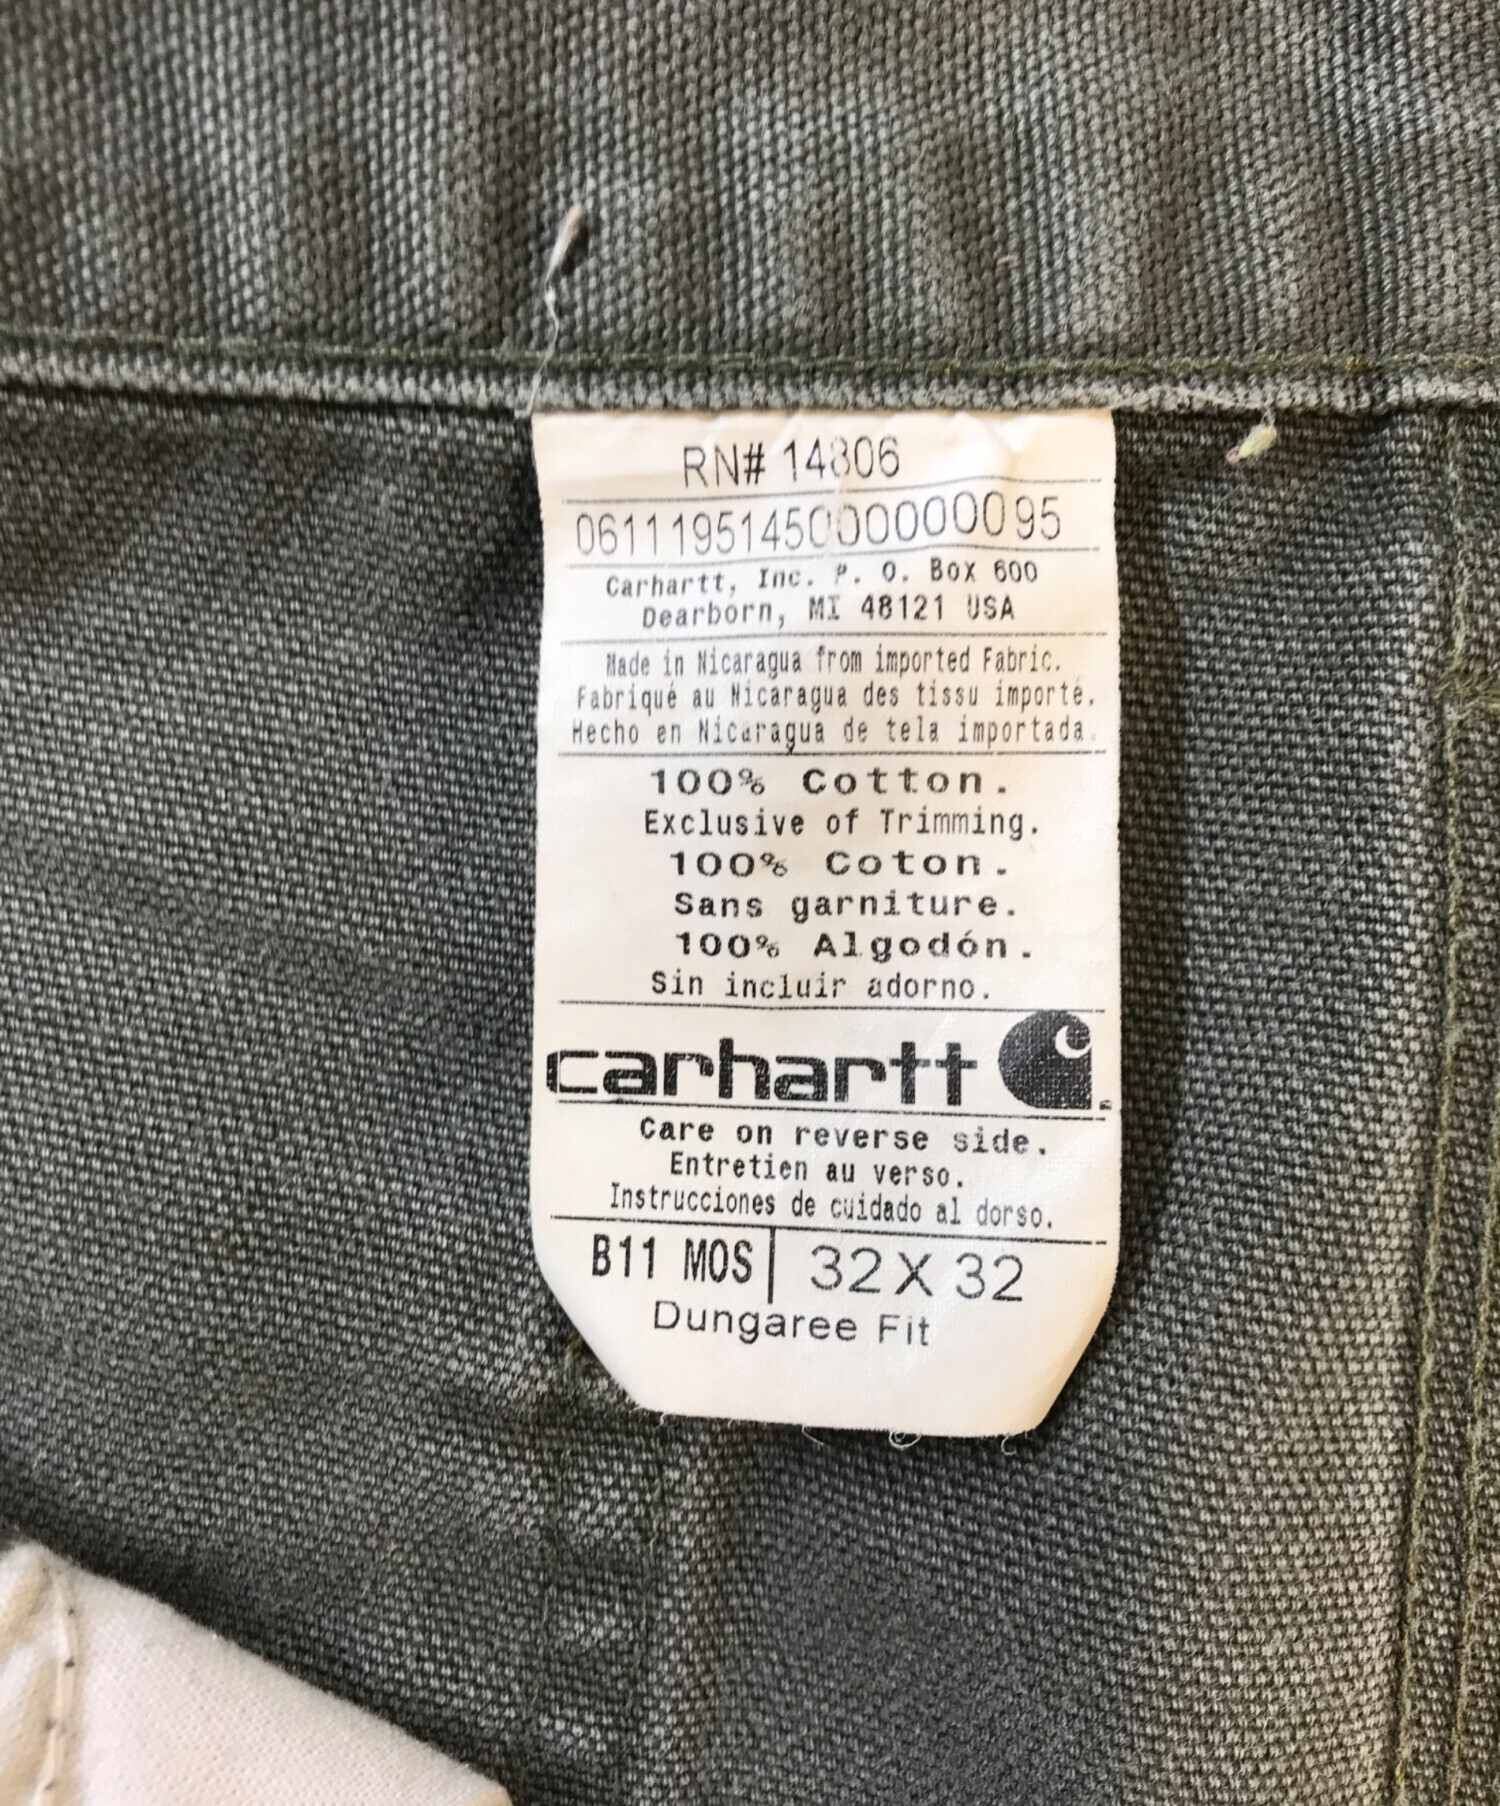 RN# 14806
0611195145000000095
Carhartt, Inc. P. O. Box 600
Dearborn, MI 48121 USA
Made in Nicaragua from imported Fabric.
Fabriqué au Nicaragua des tissu importé.
Hecho en Nicaragua de tela importada.
100% Cotton.
Exclusive of Trimming.
100% Coton.
Sans garniture.
100% Algodón.
Sin incluir adorno.
carhartt
Care on reverse side.
Entretien au verso.
Instrucciones de cuidado al dorso.
B11 MOS | 32 X 32
Dungaree Fit